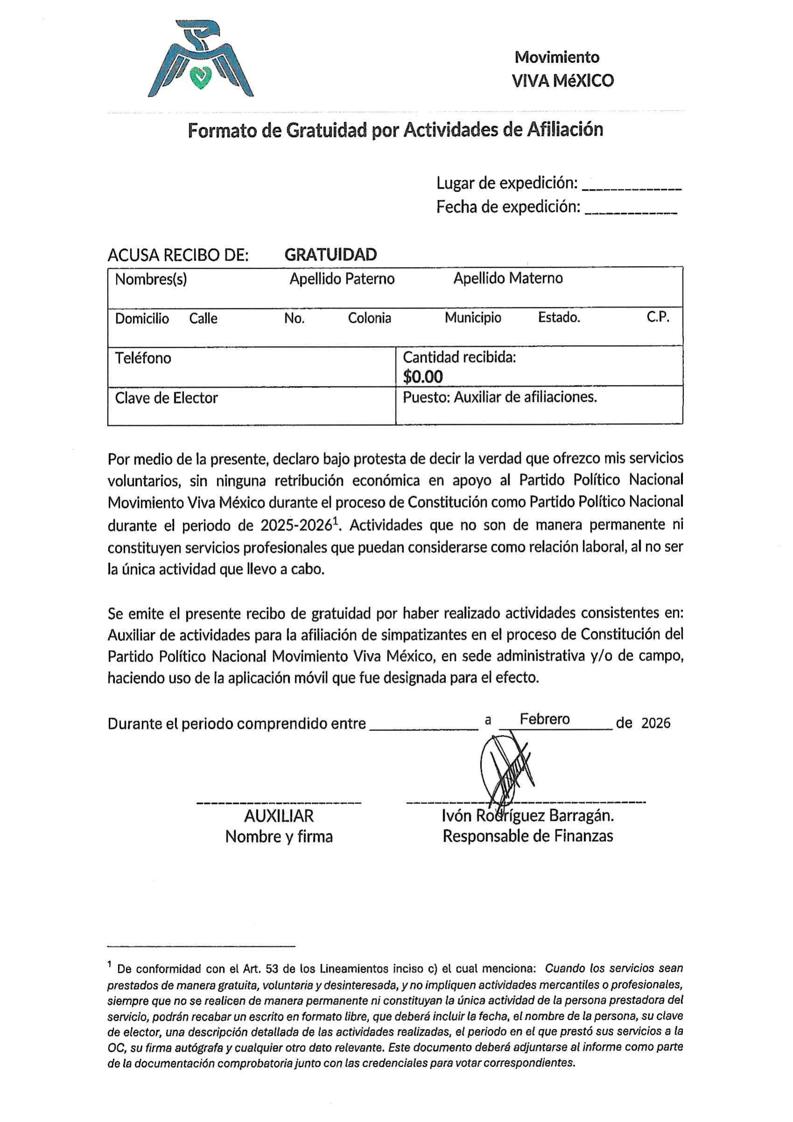 Movimiento
VIVA MéXICO
Formato de Gratuidad por Actividades de Afiliación
Lugar de expedición: ______________
Fecha de expedición: _____________
ACUSA RECIBO DE: GRATUIDAD
Nombres(s) Apellido Paterno Apellido Materno
Domicilio Calle No. Colonia Municipio Estado. C.P.
Teléfono Cantidad recibida:
$0.00
Clave de Elector Puesto: Auxiliar de afiliaciones.
Por medio de la presente, declaro bajo protesta de decir la verdad que ofrezco mis servicios
voluntarios, sin ninguna retribución económica en apoyo al Partido Político Nacional
Movimiento Viva México durante el proceso de Constitución como Partido Político Nacional
durante el periodo de 2025-2026¹. Actividades que no son de manera permanente ni
constituyen servicios profesionales que puedan considerarse como relación laboral, al no ser
la única actividad que llevo a cabo.
Se emite el presente recibo de gratuidad por haber realizado actividades consistentes en:
Auxiliar de actividades para la afiliación de simpatizantes en el proceso de Constitución del
Partido Político Nacional Movimiento Viva México, en sede administrativa y/o de campo,
haciendo uso de la aplicación móvil que fue designada para el efecto.
Durante el periodo comprendido entre ______________ a Febrero de 2026
AUXILIAR Ivón Rodríguez Barragán.
Nombre y firma Responsable de Finanzas
¹ De conformidad con el Art. 53 de los Lineamientos inciso c) el cual menciona: Cuando los servicios sean
prestados de manera gratuita, voluntaria y desinteresada, y no impliquen actividades mercantiles o profesionales,
siempre que no se realicen de manera permanente ni constituyan la única actividad de la persona prestadora del
servicio, podrán recabar un escrito en formato libre, que deberá incluir la fecha, el nombre de la persona, su clave
de elector, una descripción detallada de las actividades realizadas, el periodo en el que prestó sus servicios a la
OC, su firma autógrafa y cualquier otro dato relevante. Este documento deberá adjuntarse al informe como parte
de la documentación comprobatoria junto con las credenciales para votar correspondientes.